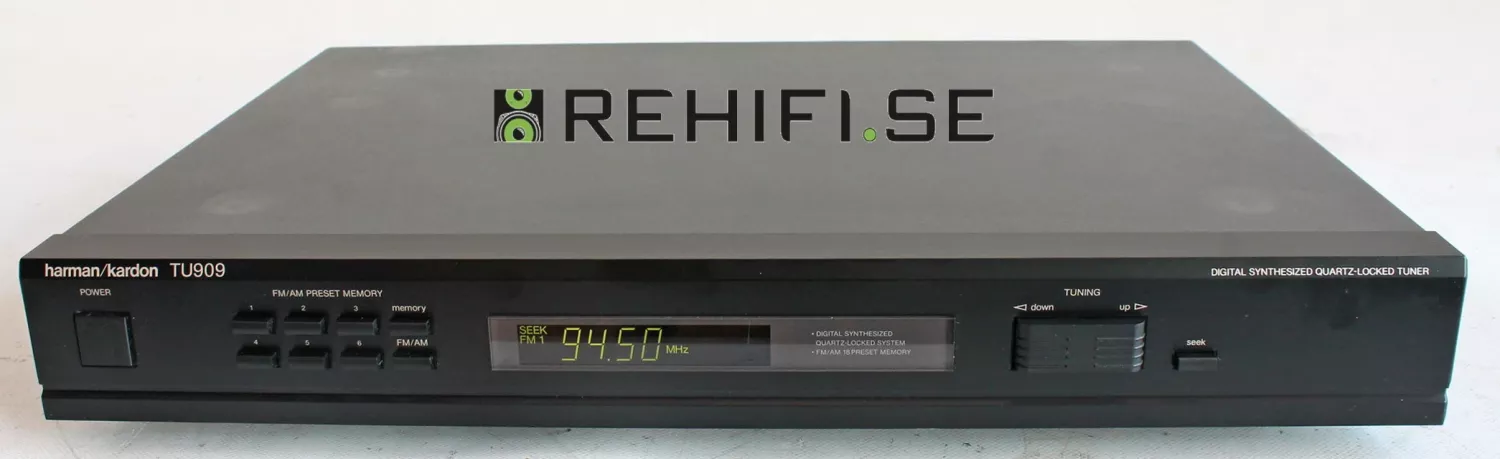 REHIFI.SE
harman/kardon TU909
DIGITAL SYNTHESIZED QUARTZ-LOCKED TUNER
POWER
FM/AM PRESET MEMORY
1 2 3 memory
4 5 6 FM/AM
SEEK
FM 1 94.50 MHz
• DIGITAL SYNTHESIZED
QUARTZ-LOCKED SYSTEM
• FM/AM 16 PRESET MEMORY
TUNING
down up
seek